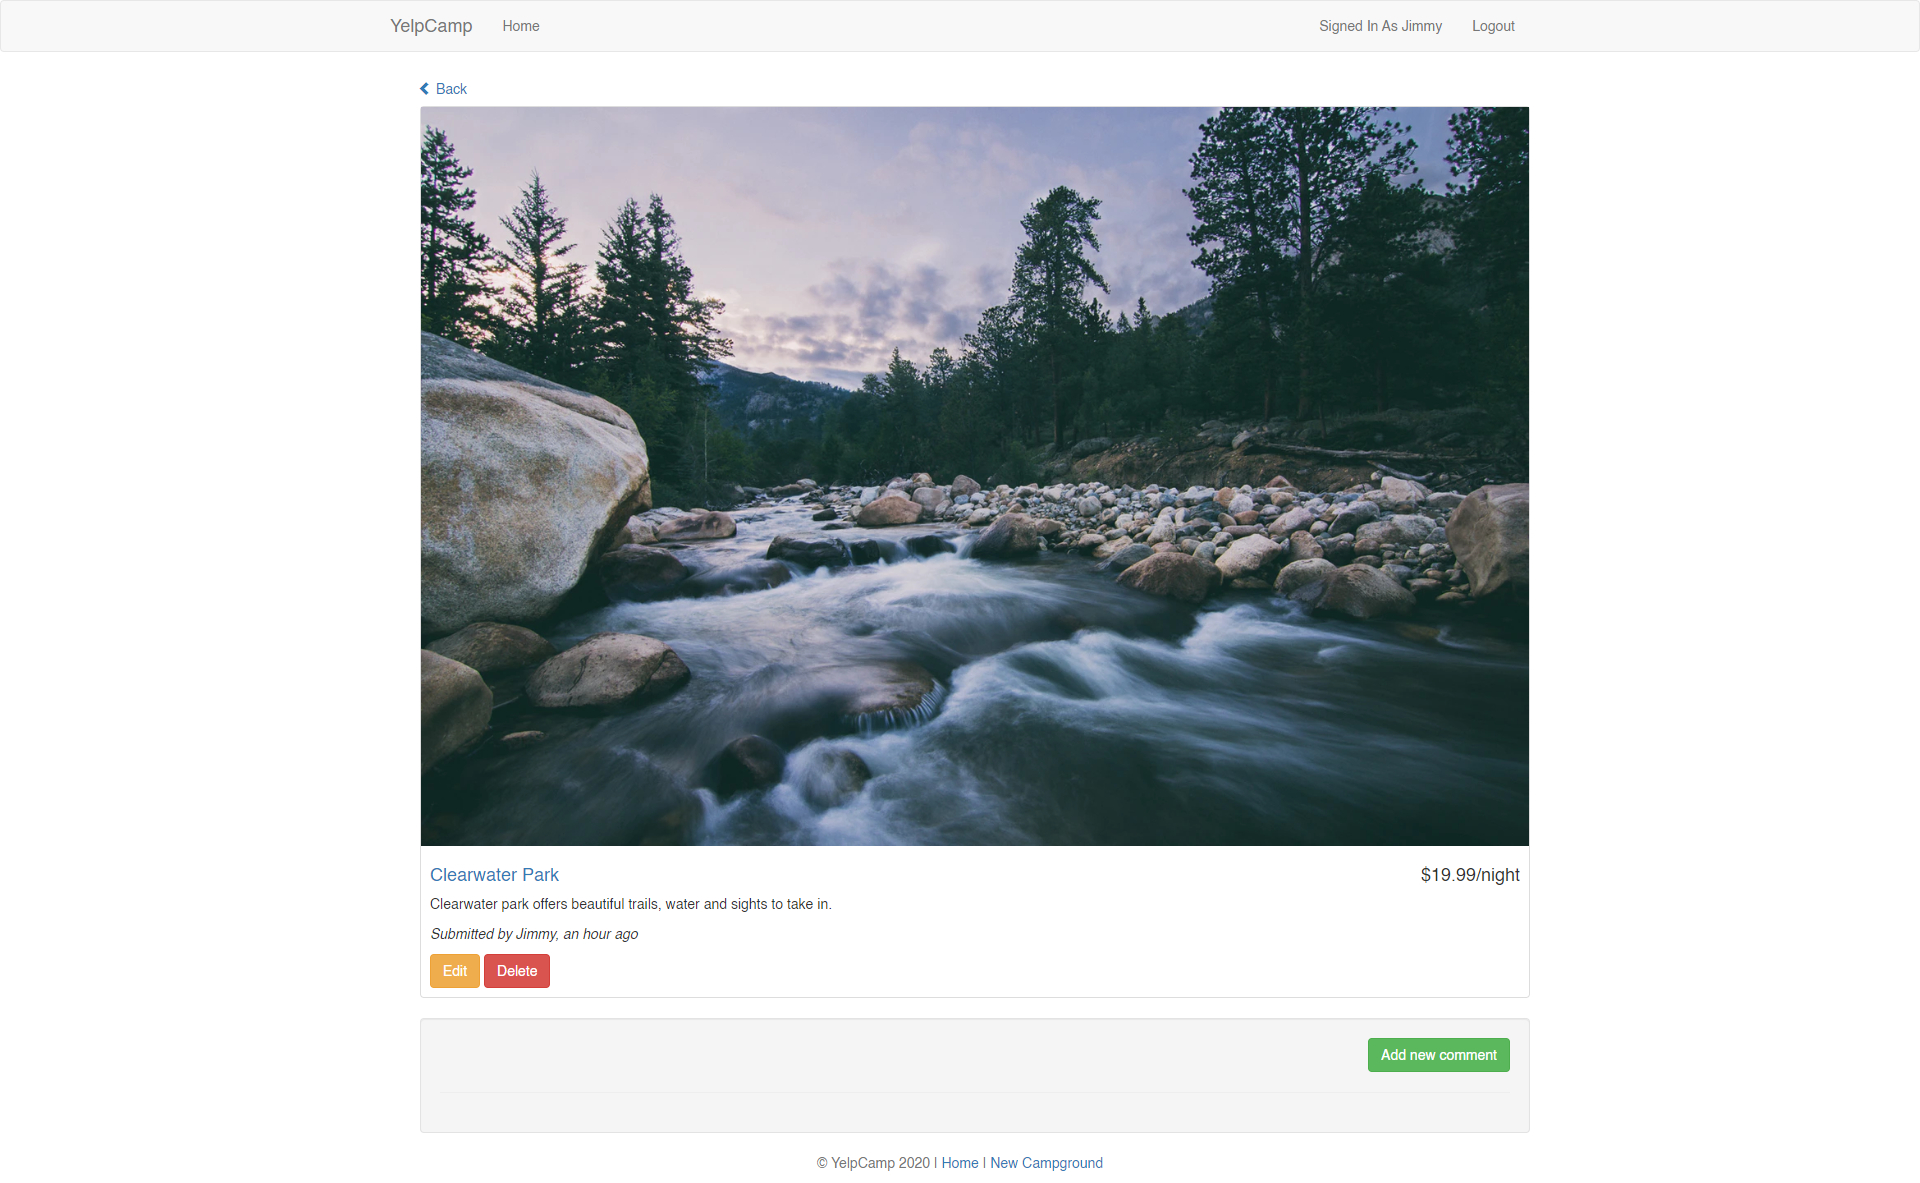 YelpCamp Home Signed In As Jimmy Logout
Back
Clearwater Park $19.99/night
Clearwater park offers beautiful trails, water and sights to take in.
Submitted by Jimmy, an hour ago
Edit Delete
Add new comment
© YelpCamp 2020 | Home | New Campground